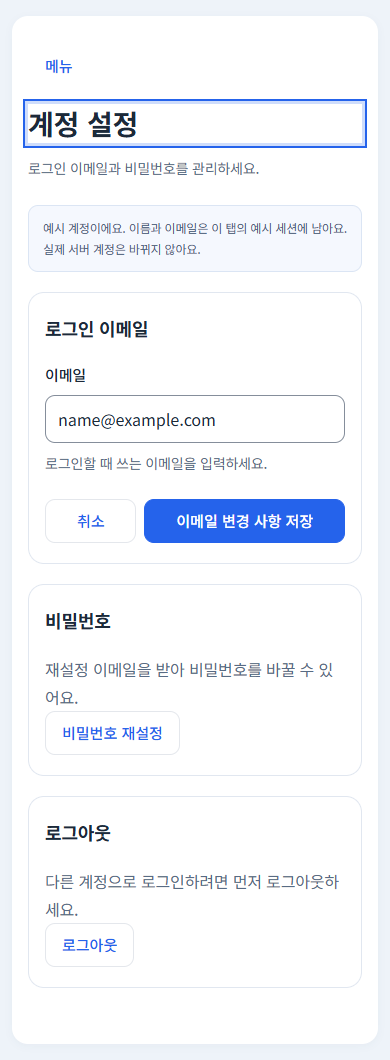 메뉴
계정 설정
로그인 이메일과 비밀번호를 관리하세요.
예시 계정이에요. 이름과 이메일은 이 탭의 예시 세션에 남아요.
실제 서버 계정은 바뀌지 않아요.
로그인 이메일
이메일
name@example.com
로그인할 때 쓰는 이메일을 입력하세요.
취소
이메일 변경 사항 저장
비밀번호
재설정 이메일을 받아 비밀번호를 바꿀 수 있
어요.
비밀번호 재설정
로그아웃
다른 계정으로 로그인하려면 먼저 로그아웃하
세요.
로그아웃